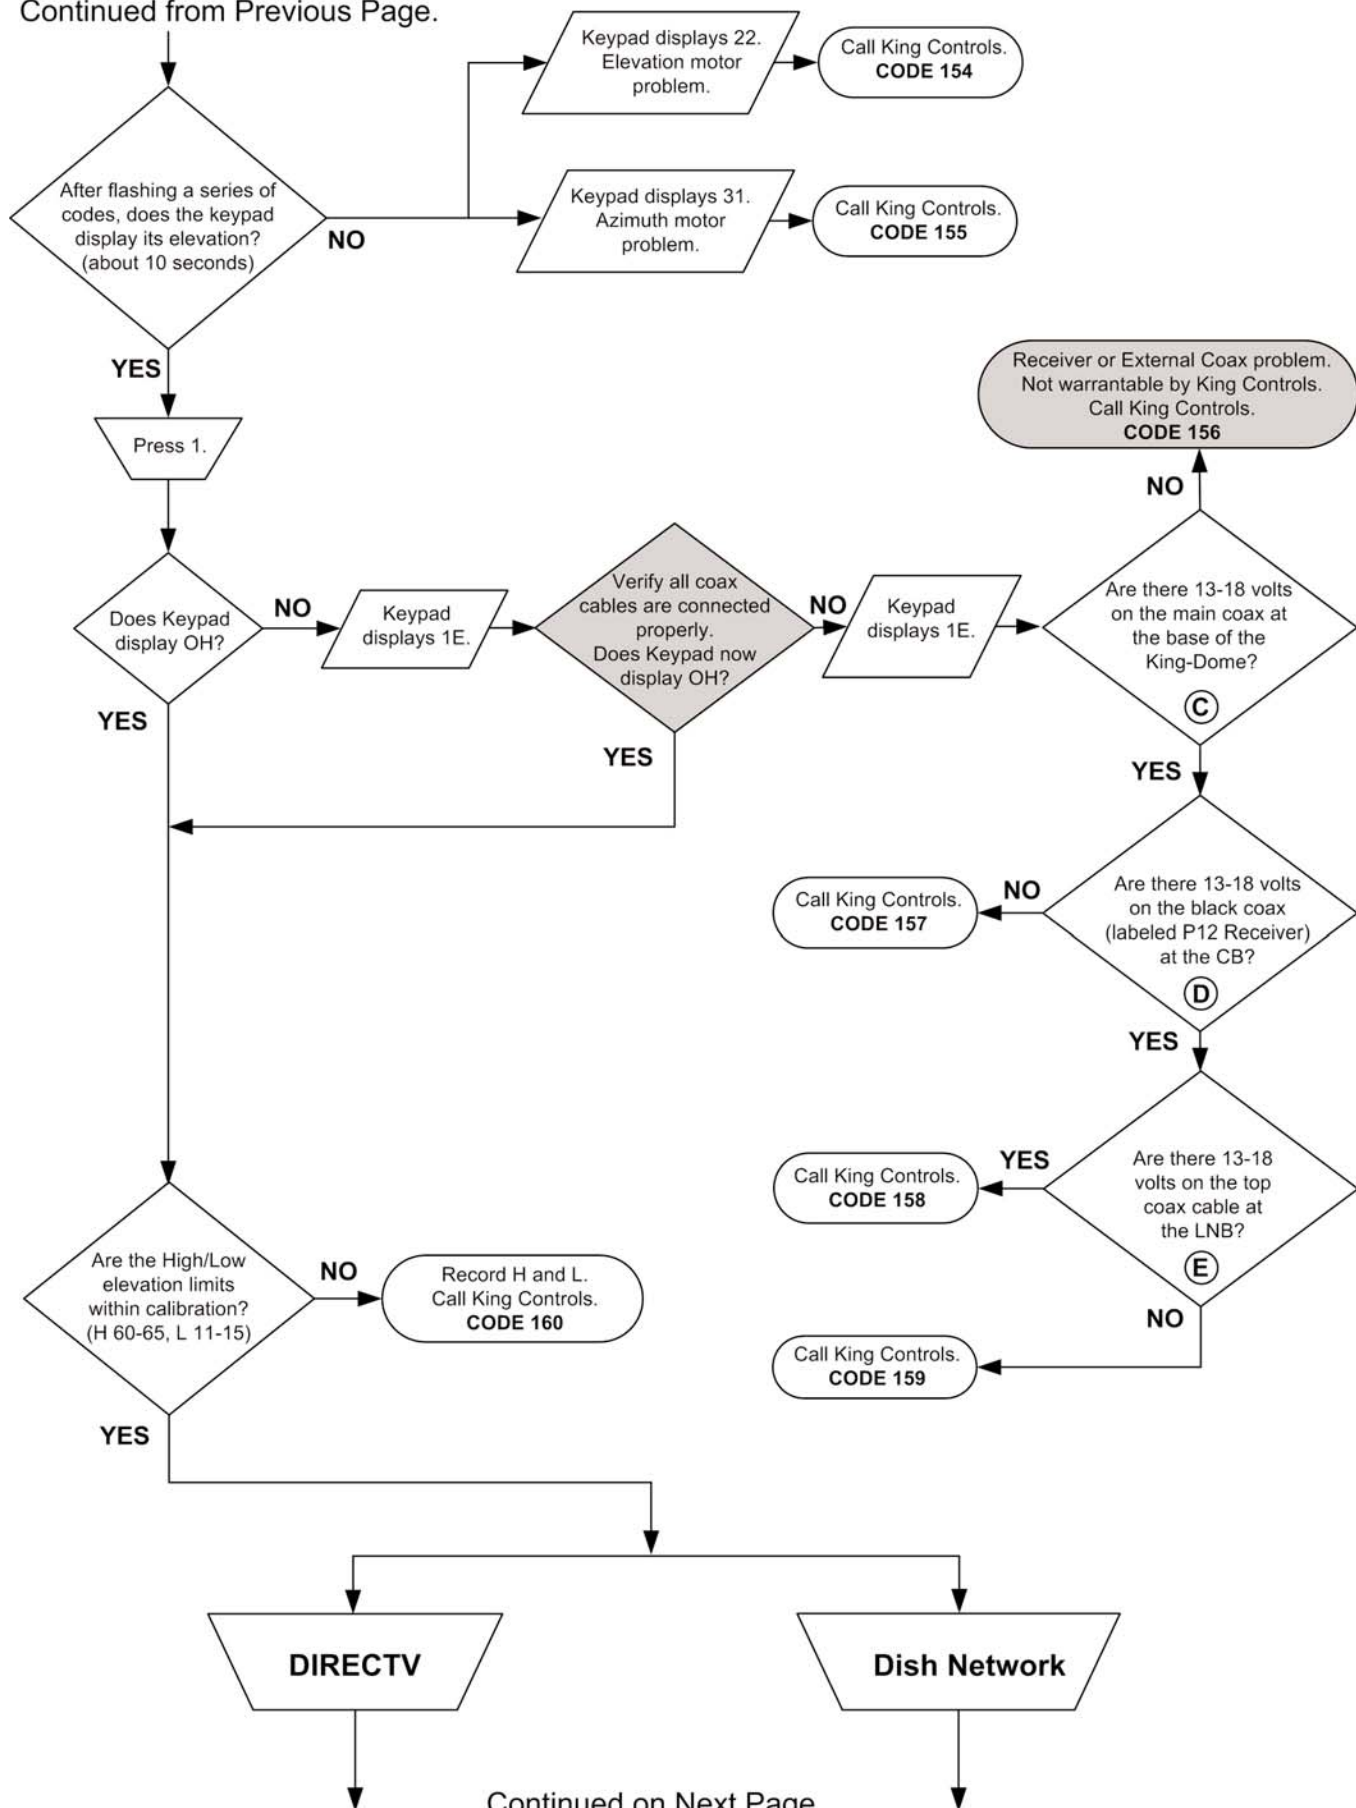 Continued from Previous Page.
Keypad displays 22.
Elevation motor
problem.
Call King Controls.
CODE 154
After flashing a series of
codes, does the keypad
display its elevation?
(about 10 seconds)
NO
Keypad displays 31.
Azimuth motor
problem.
Call King Controls.
CODE 155
YES
Press 1.
Receiver or External Coax problem.
Not warrantable by King Controls.
Call King Controls.
CODE 156
NO
Does Keypad
display OH?
NO
Keypad
displays 1E.
Verify all coax
cables are connected
properly.
Does Keypad now
display OH?
NO
Keypad
displays 1E.
Are there 13-18 volts
on the main coax at
the base of the
King-Dome?
C
YES
YES
YES
Call King Controls.
CODE 157
NO
Are there 13-18 volts
on the black coax
(labeled P12 Receiver)
at the CB?
D
YES
Call King Controls.
CODE 158
YES
Are there 13-18
volts on the top
coax cable at
the LNB?
E
NO
Call King Controls.
CODE 159
Are the High/Low
elevation limits
within calibration?
(H 60-65, L 11-15)
NO
Record H and L.
Call King Controls.
CODE 160
YES
DIRECTV
Dish Network
Continued on Next Page